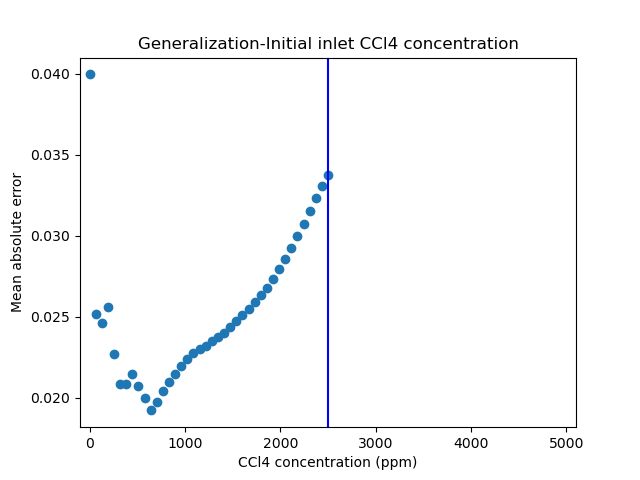 Generalization-Initial inlet CCl4 concentration
0.040
0.035
0.030
0.025
0.020
Mean absolute error
0 1000 2000 3000 4000 5000
CCl4 concentration (ppm)